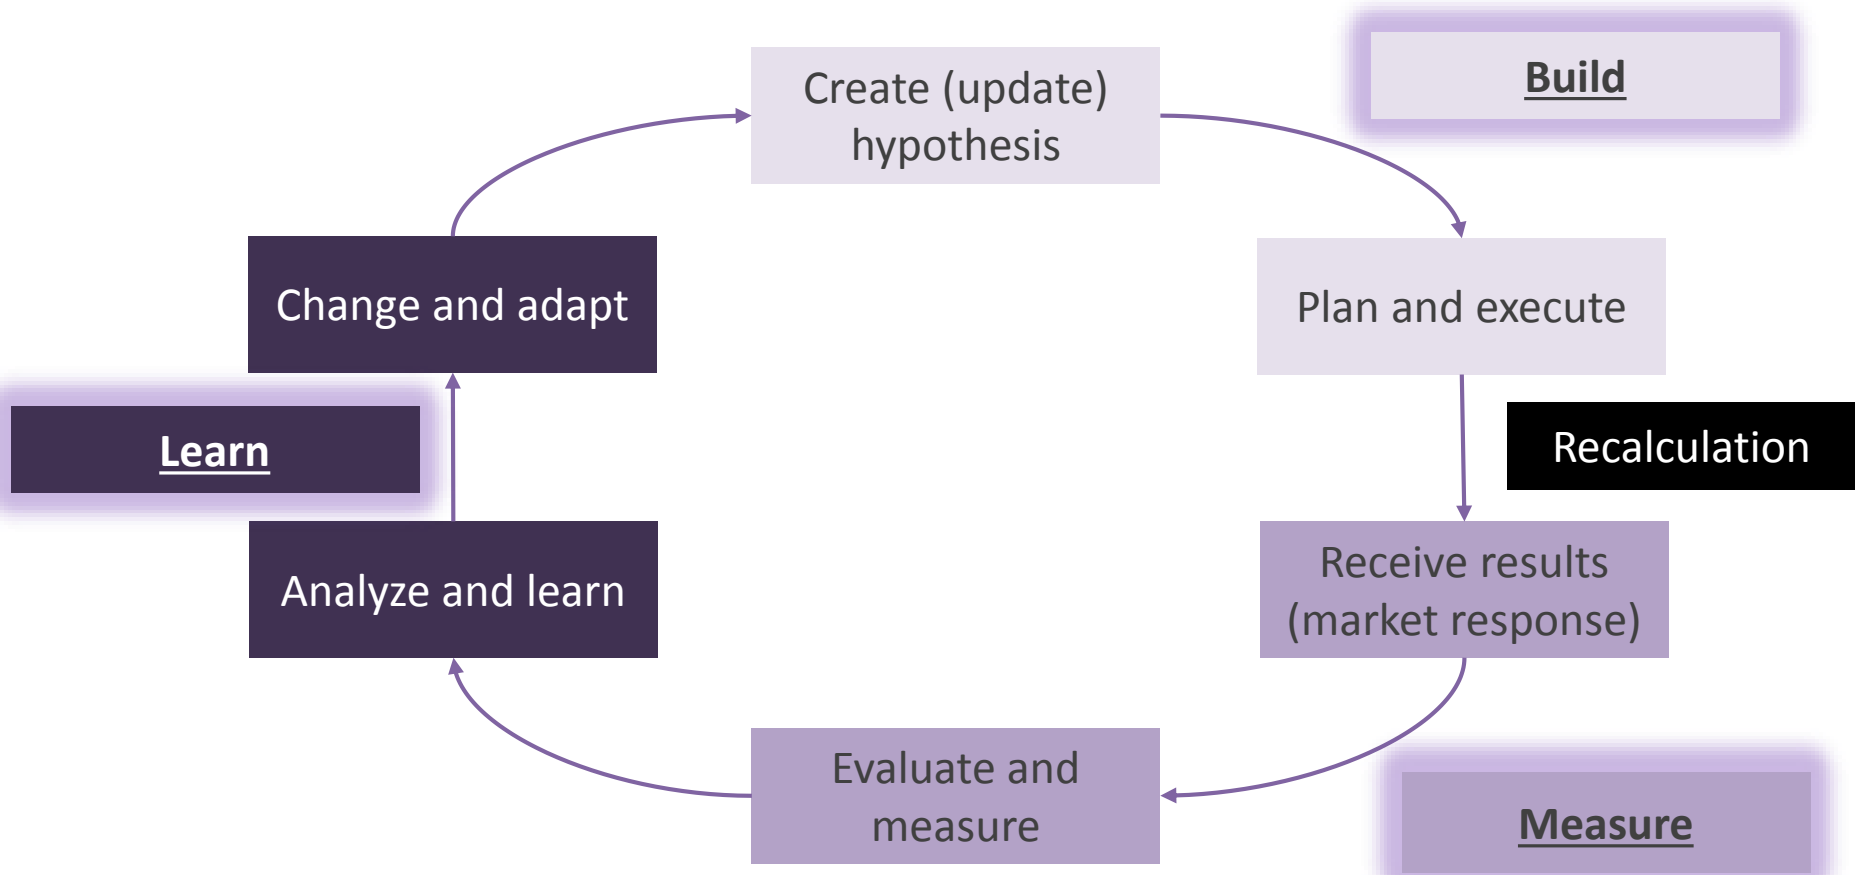 Build
Create (update)
hypothesis
Change and adapt
Plan and execute
Learn
Recalculation
Analyze and learn
Receive results
(market response)
Evaluate and
measure
Measure